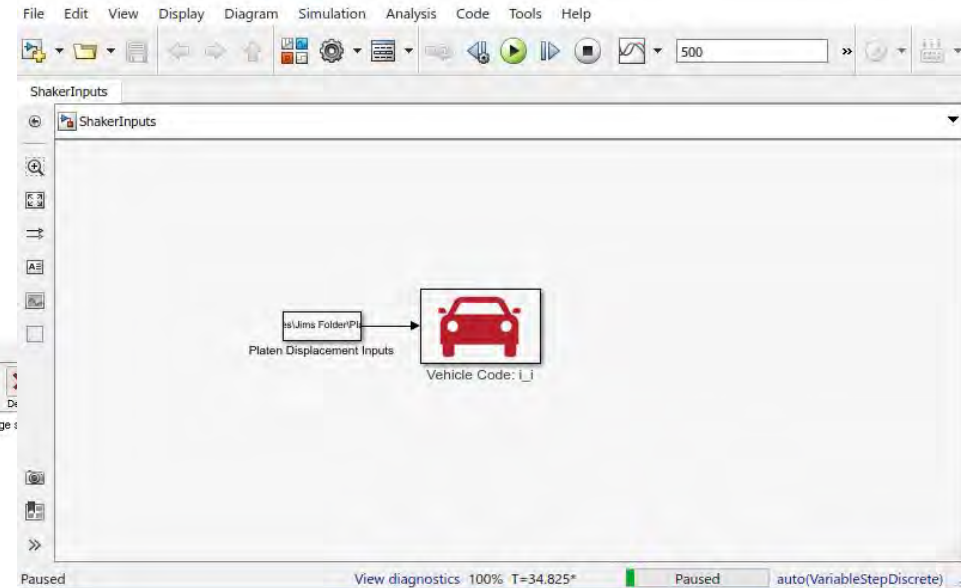 File Edit View Display Diagram Simulation Analysis Code Tools Help
500 »
ShakerInputs
ShakerInputs
es\Jims Folder\Pl
Platen Displacement Inputs
Vehicle Code: i_i
Paused View diagnostics 100% T=34.825* Paused auto(VariableStepDiscrete)